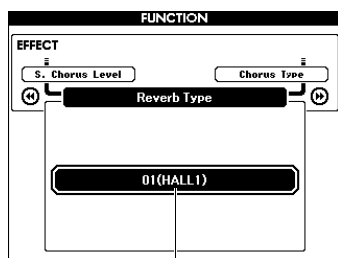 FUNCTION
EFFECT
S. Chorus Level
Chorus Type
Reverb Type
01(HALL1)